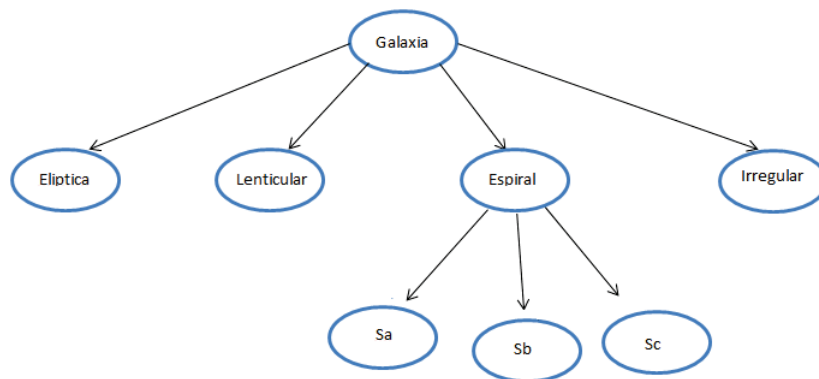 Galaxia
Eliptica
Lenticular
Espiral
Irregular
Sa
Sb
Sc